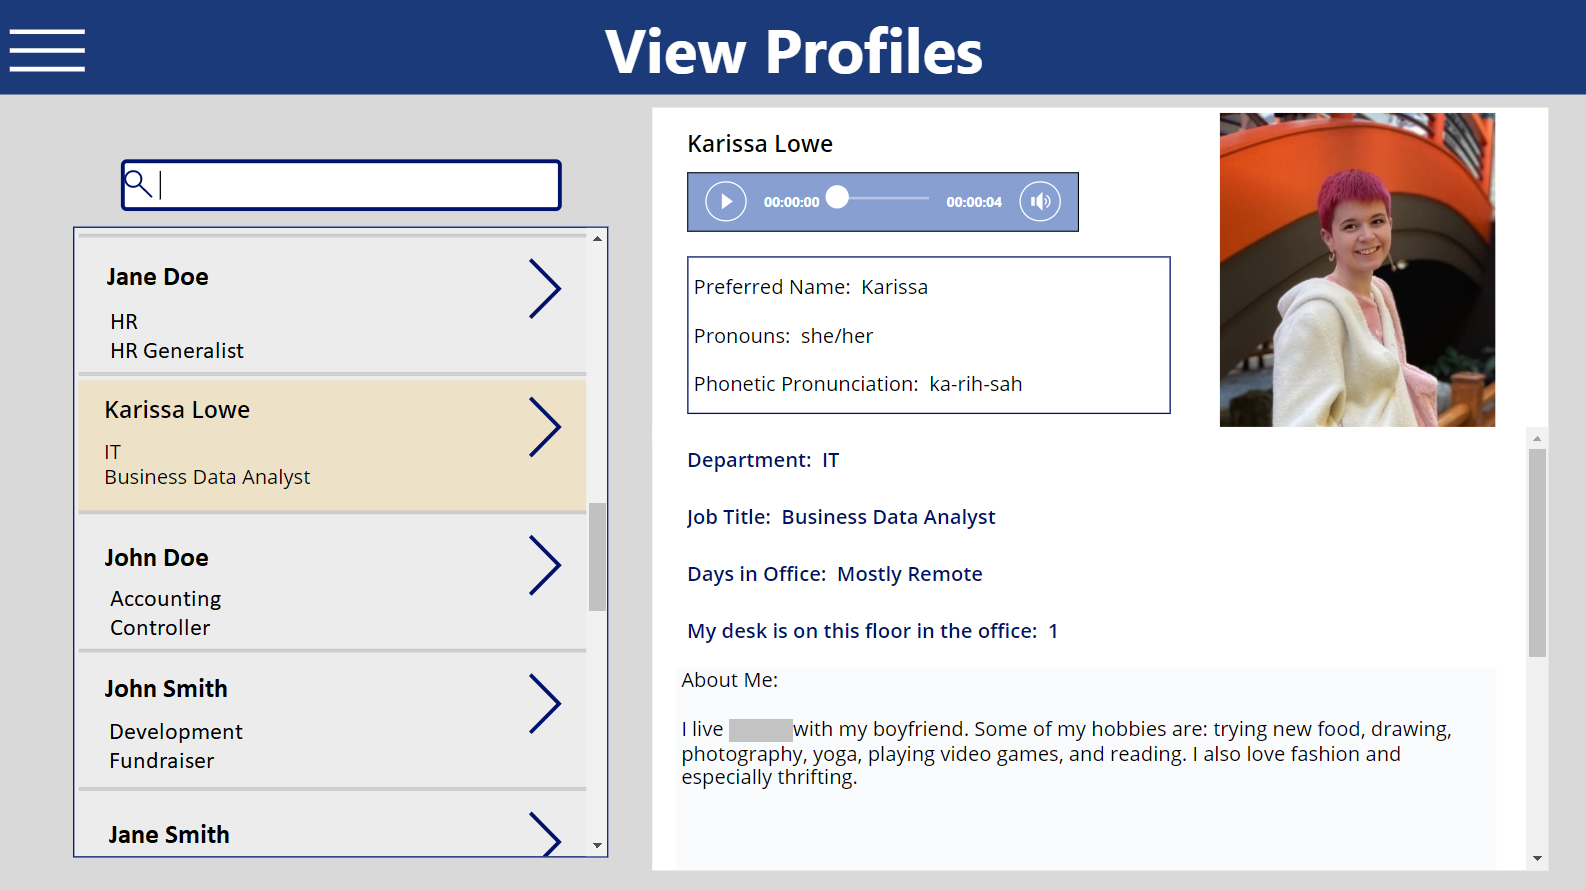 View Profiles
Jane Doe
HR
HR Generalist
Karissa Lowe
IT
Business Data Analyst
John Doe
Accounting
Controller
John Smith
Development
Fundraiser
Jane Smith
Karissa Lowe
00:00:00 00:00:04
Preferred Name: Karissa
Pronouns: she/her
Phonetic Pronunciation: ka-rih-sah
Department: IT
Job Title: Business Data Analyst
Days in Office: Mostly Remote
My desk is on this floor in the office: 1
About Me:
I live with my boyfriend. Some of my hobbies are: trying new food, drawing,
photography, yoga, playing video games, and reading. I also love fashion and
especially thrifting.